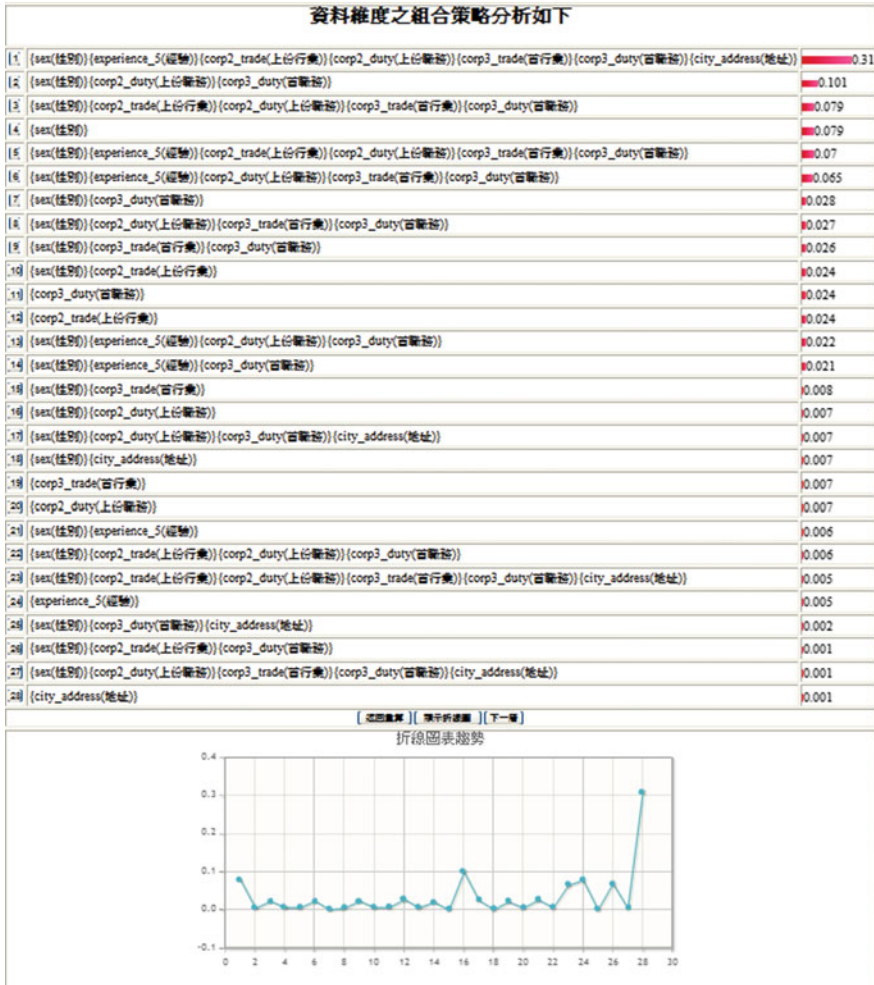 資料維度之組合策略分析如下
[1] {sex(性別)}{experience_5(經驗)}{corp2_trade(上份行業)}{corp2_duty(上份職務)}{corp3_trade(首行業)}{corp3_duty(首職務)}{city_address(地址)} 0.31
[2] {sex(性別)}{corp2_duty(上份職務)}{corp3_duty(首職務)} 0.101
[3] {sex(性別)}{corp2_trade(上份行業)}{corp2_duty(上份職務)}{corp3_trade(首行業)}{corp3_duty(首職務)} 0.079
[4] {sex(性別)} 0.079
[5] {sex(性別)}{experience_5(經驗)}{corp2_trade(上份行業)}{corp2_duty(上份職務)}{corp3_trade(首行業)}{corp3_duty(首職務)} 0.07
[6] {sex(性別)}{experience_5(經驗)}{corp2_duty(上份職務)}{corp3_trade(首行業)}{corp3_duty(首職務)} 0.065
[7] {sex(性別)}{corp3_duty(首職務)} 0.028
[8] {sex(性別)}{corp2_duty(上份職務)}{corp3_trade(首行業)}{corp3_duty(首職務)} 0.027
[9] {sex(性別)}{corp3_trade(首行業)}{corp3_duty(首職務)} 0.026
[10] {sex(性別)}{corp2_trade(上份行業)} 0.024
[11] {corp3_duty(首職務)} 0.024
[12] {corp2_trade(上份行業)} 0.024
[13] {sex(性別)}{experience_5(經驗)}{corp2_duty(上份職務)}{corp3_duty(首職務)} 0.022
[14] {sex(性別)}{experience_5(經驗)}{corp3_duty(首職務)} 0.021
[15] {sex(性別)}{corp3_trade(首行業)} 0.008
[16] {sex(性別)}{corp2_duty(上份職務)} 0.007
[17] {sex(性別)}{corp2_duty(上份職務)}{corp3_duty(首職務)}{city_address(地址)} 0.007
[18] {sex(性別)}{city_address(地址)} 0.007
[19] {corp3_trade(首行業)} 0.007
[20] {corp2_duty(上份職務)} 0.007
[21] {sex(性別)}{experience_5(經驗)} 0.006
[22] {sex(性別)}{corp2_trade(上份行業)}{corp2_duty(上份職務)}{corp3_duty(首職務)} 0.006
[23] {sex(性別)}{corp2_trade(上份行業)}{corp2_duty(上份職務)}{corp3_trade(首行業)}{corp3_duty(首職務)}{city_address(地址)} 0.005
[24] {experience_5(經驗)} 0.005
[25] {sex(性別)}{corp3_duty(首職務)}{city_address(地址)} 0.002
[26] {sex(性別)}{corp2_trade(上份行業)}{corp3_duty(首職務)} 0.001
[27] {sex(性別)}{corp2_duty(上份職務)}{corp3_trade(首行業)}{corp3_duty(首職務)}{city_address(地址)} 0.001
[28] {city_address(地址)} 0.001
[返回重算][顯示折線圖][下一層]
折線圖表趨勢
0.4
0.3
0.2
0.1
0.0
-0.1
0 2 4 6 8 10 12 14 16 18 20 22 24 26 28 30